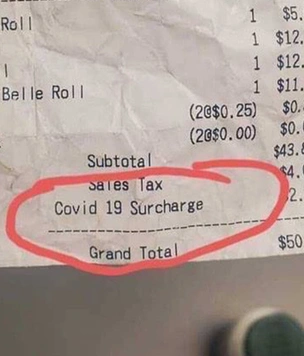 Roll 1 $5.
1 $12.
1 $12.
Belle Roll 1 $11.
(2@$0.25) $0.
(2@$0.00) $0.
Subtotal $43.8
Sales Tax $4.
Covid 19 Surcharge 2.
Grand Total $50